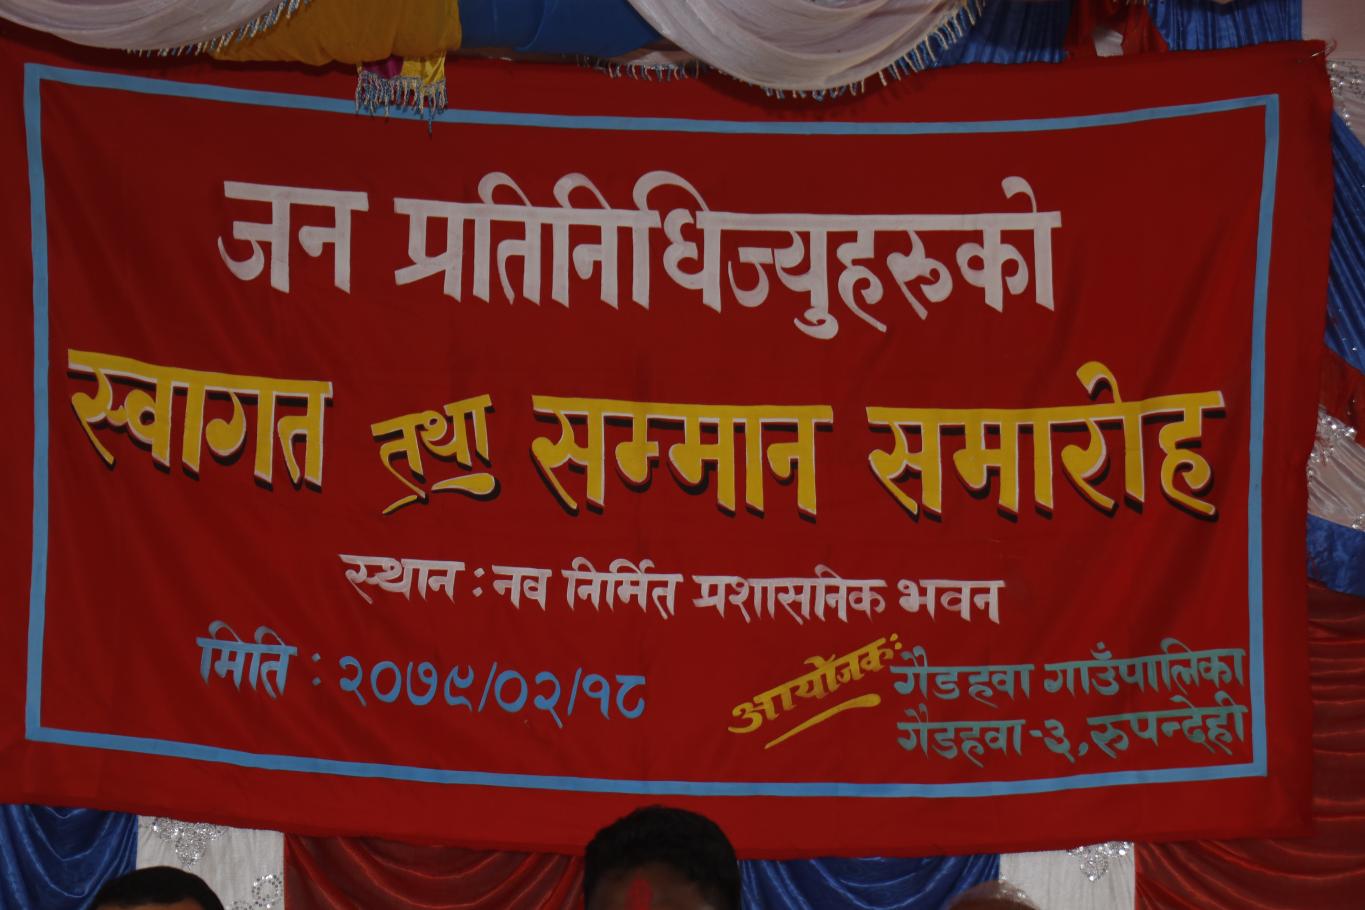 जन प्रतिनिधिज्युहरूको
स्वागत तथा सम्मान समारोह
स्थान : नव निर्मित प्रशासनिक भवन
मिति : २०७९/०२/१८
आयोजक: गैडहवा गाउँपालिका
गैडहवा -३, रुपन्देही